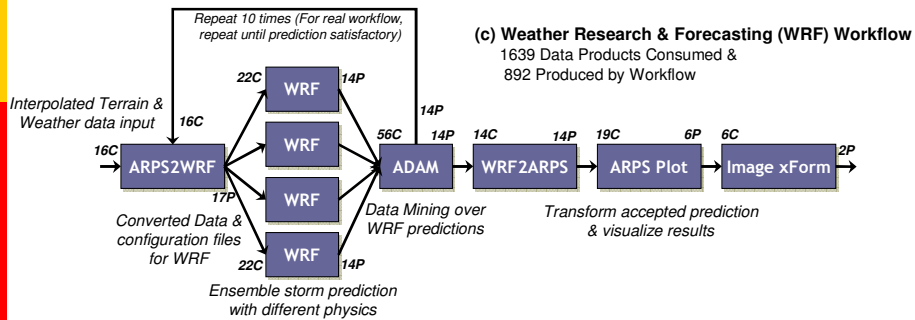 Repeat 10 times (For real workflow,
repeat until prediction satisfactory)
(c) Weather Research & Forecasting (WRF) Workflow
1639 Data Products Consumed &
892 Produced by Workflow
Interpolated Terrain &
Weather data input
16C
16C
ARPS2WRF
17P
Converted Data &
configuration files
for WRF
22C
WRF
14P
WRF
WRF
22C
WRF
14P
Ensemble storm prediction
with different physics
14P
56C
14P
ADAM
Data Mining over
WRF predictions
14C
14P
WRF2ARPS
19C
6P
ARPS Plot
6C
2P
Image xForm
Transform accepted prediction
& visualize results